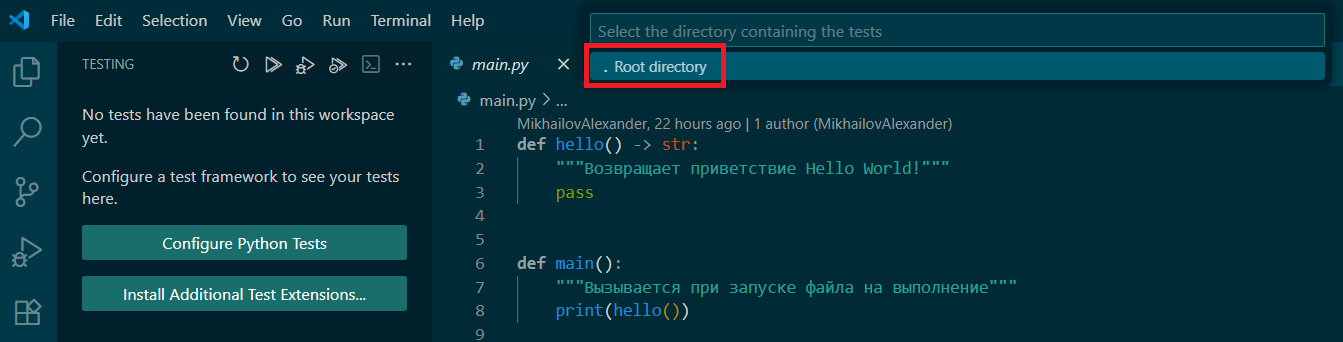 File Edit Selection View Go Run Terminal Help
Select the directory containing the tests
. Root directory
TESTING
No tests have been found in this workspace
yet.
Configure a test framework to see your tests
here.
Configure Python Tests
Install Additional Test Extensions...
main.py
main.py > ...
MikhailovAlexander, 22 hours ago | 1 author (MikhailovAlexander)
1 def hello() -> str:
2 """Возвращает приветствие Hello World!"""
3 pass
4
5
6 def main():
7 """Вызывается при запуске файла на выполнение"""
8 print(hello())
9